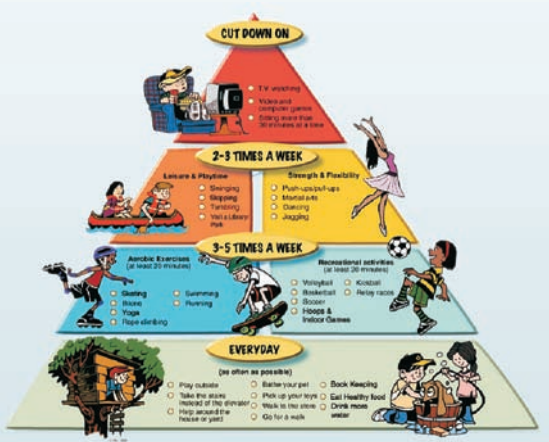 CUT DOWN ON
T.V. watching
Video and
computer games
Sitting more than
30 minutes at a time
2-3 TIMES A WEEK
Leisure & Playtime
Swinging
Skipping
Tumbling
Visit a Library
Park
Strength & Flexibility
Push-ups/pull-ups
Martial arts
Dancing
Jogging
3-5 TIMES A WEEK
Aerobic Exercises
(at least 20 minutes)
Skating
Yoga
Rope climbing
Swimming
Running
Recreational activities
(at least 20 minutes)
Volleyball
Basketball
Soccer
Hoops &
Indoor Games
Kickball
Relay races
EVERYDAY
(as often as possible)
Play outside
Take the stairs
instead of the elevator
Help around the
house or yard
Bathe your pet
Pick up your toys
Walk to the store
Go for a walk
Book Keeping
Eat Healthy food
Drink more
water